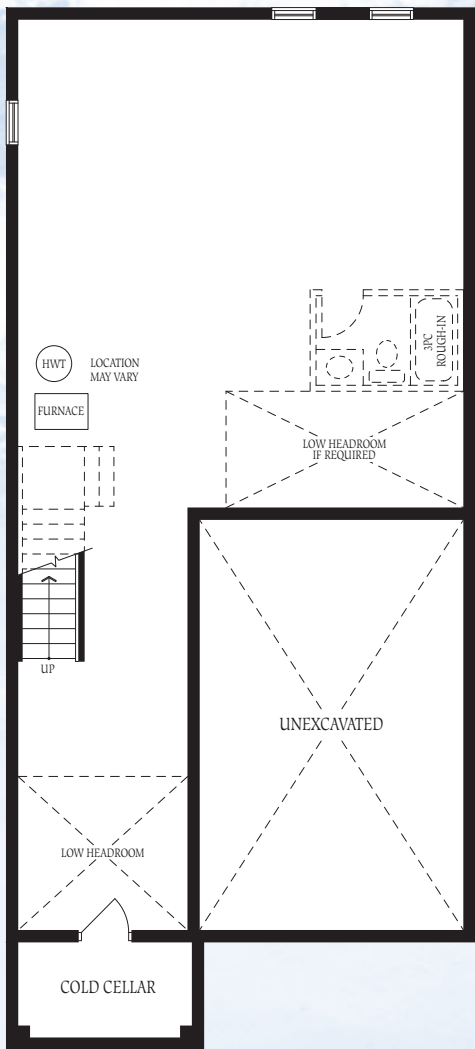 3PC
ROUGH-IN
HWT
LOCATION
MAY VARY
FURNACE
LOW HEADROOM
IF REQUIRED
UP
UNEXCAVATED
LOW HEADROOM
COLD CELLAR